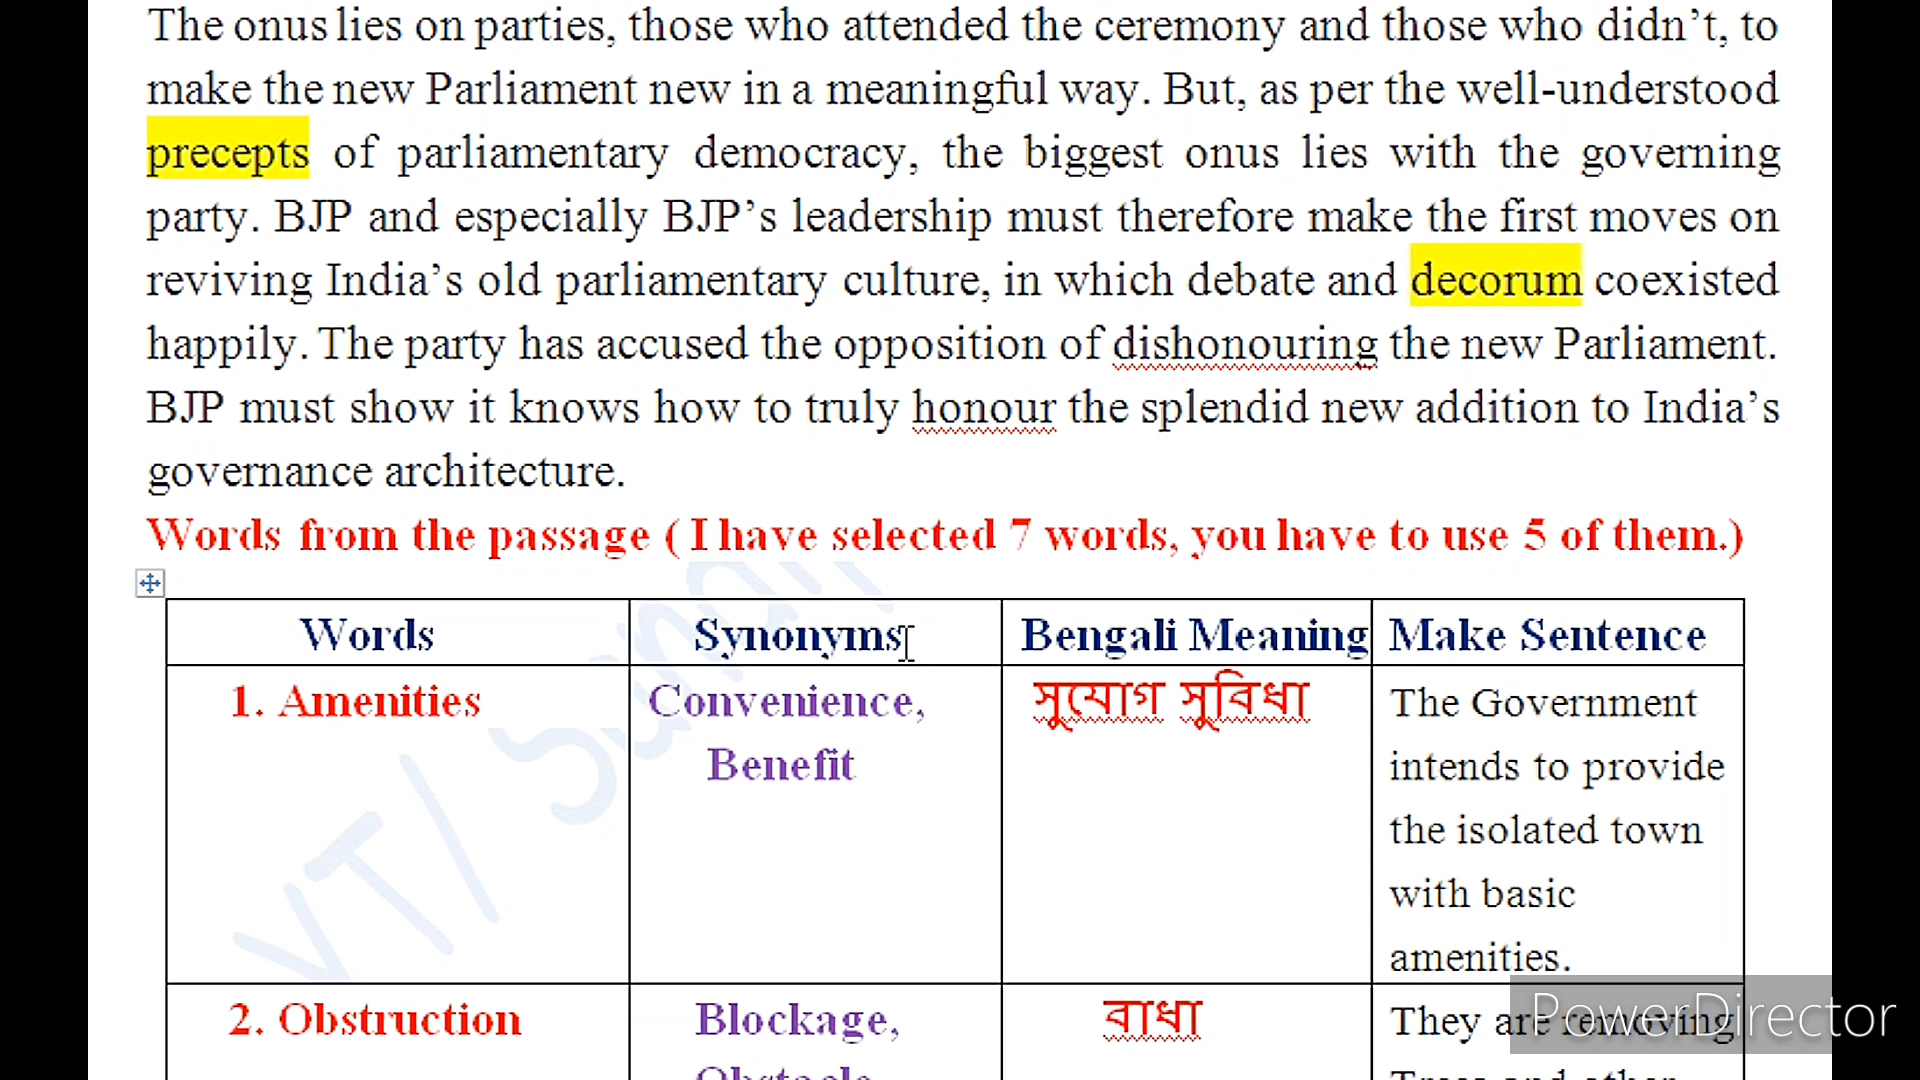 The onus lies on parties, those who attended the ceremony and those who didn’t, to
make the new Parliament new in a meaningful way. But, as per the well-understood
precepts of parliamentary democracy, the biggest onus lies with the governing
party. BJP and especially BJP’s leadership must therefore make the first moves on
reviving India’s old parliamentary culture, in which debate and decorum coexisted
happily. The party has accused the opposition of dishonouring the new Parliament.
BJP must show it knows how to truly honour the splendid new addition to India’s
governance architecture.
Words from the passage ( I have selected 7 words, you have to use 5 of them.)
Words Synonyms Bengali Meaning Make Sentence
1. Amenities Convenience, সুযোগ সুবিধা The Government
Benefit intends to provide
the isolated town
with basic
amenities.
2. Obstruction Blockage, বাধা They are removing
Obstacle Trees and other
PowerDirector